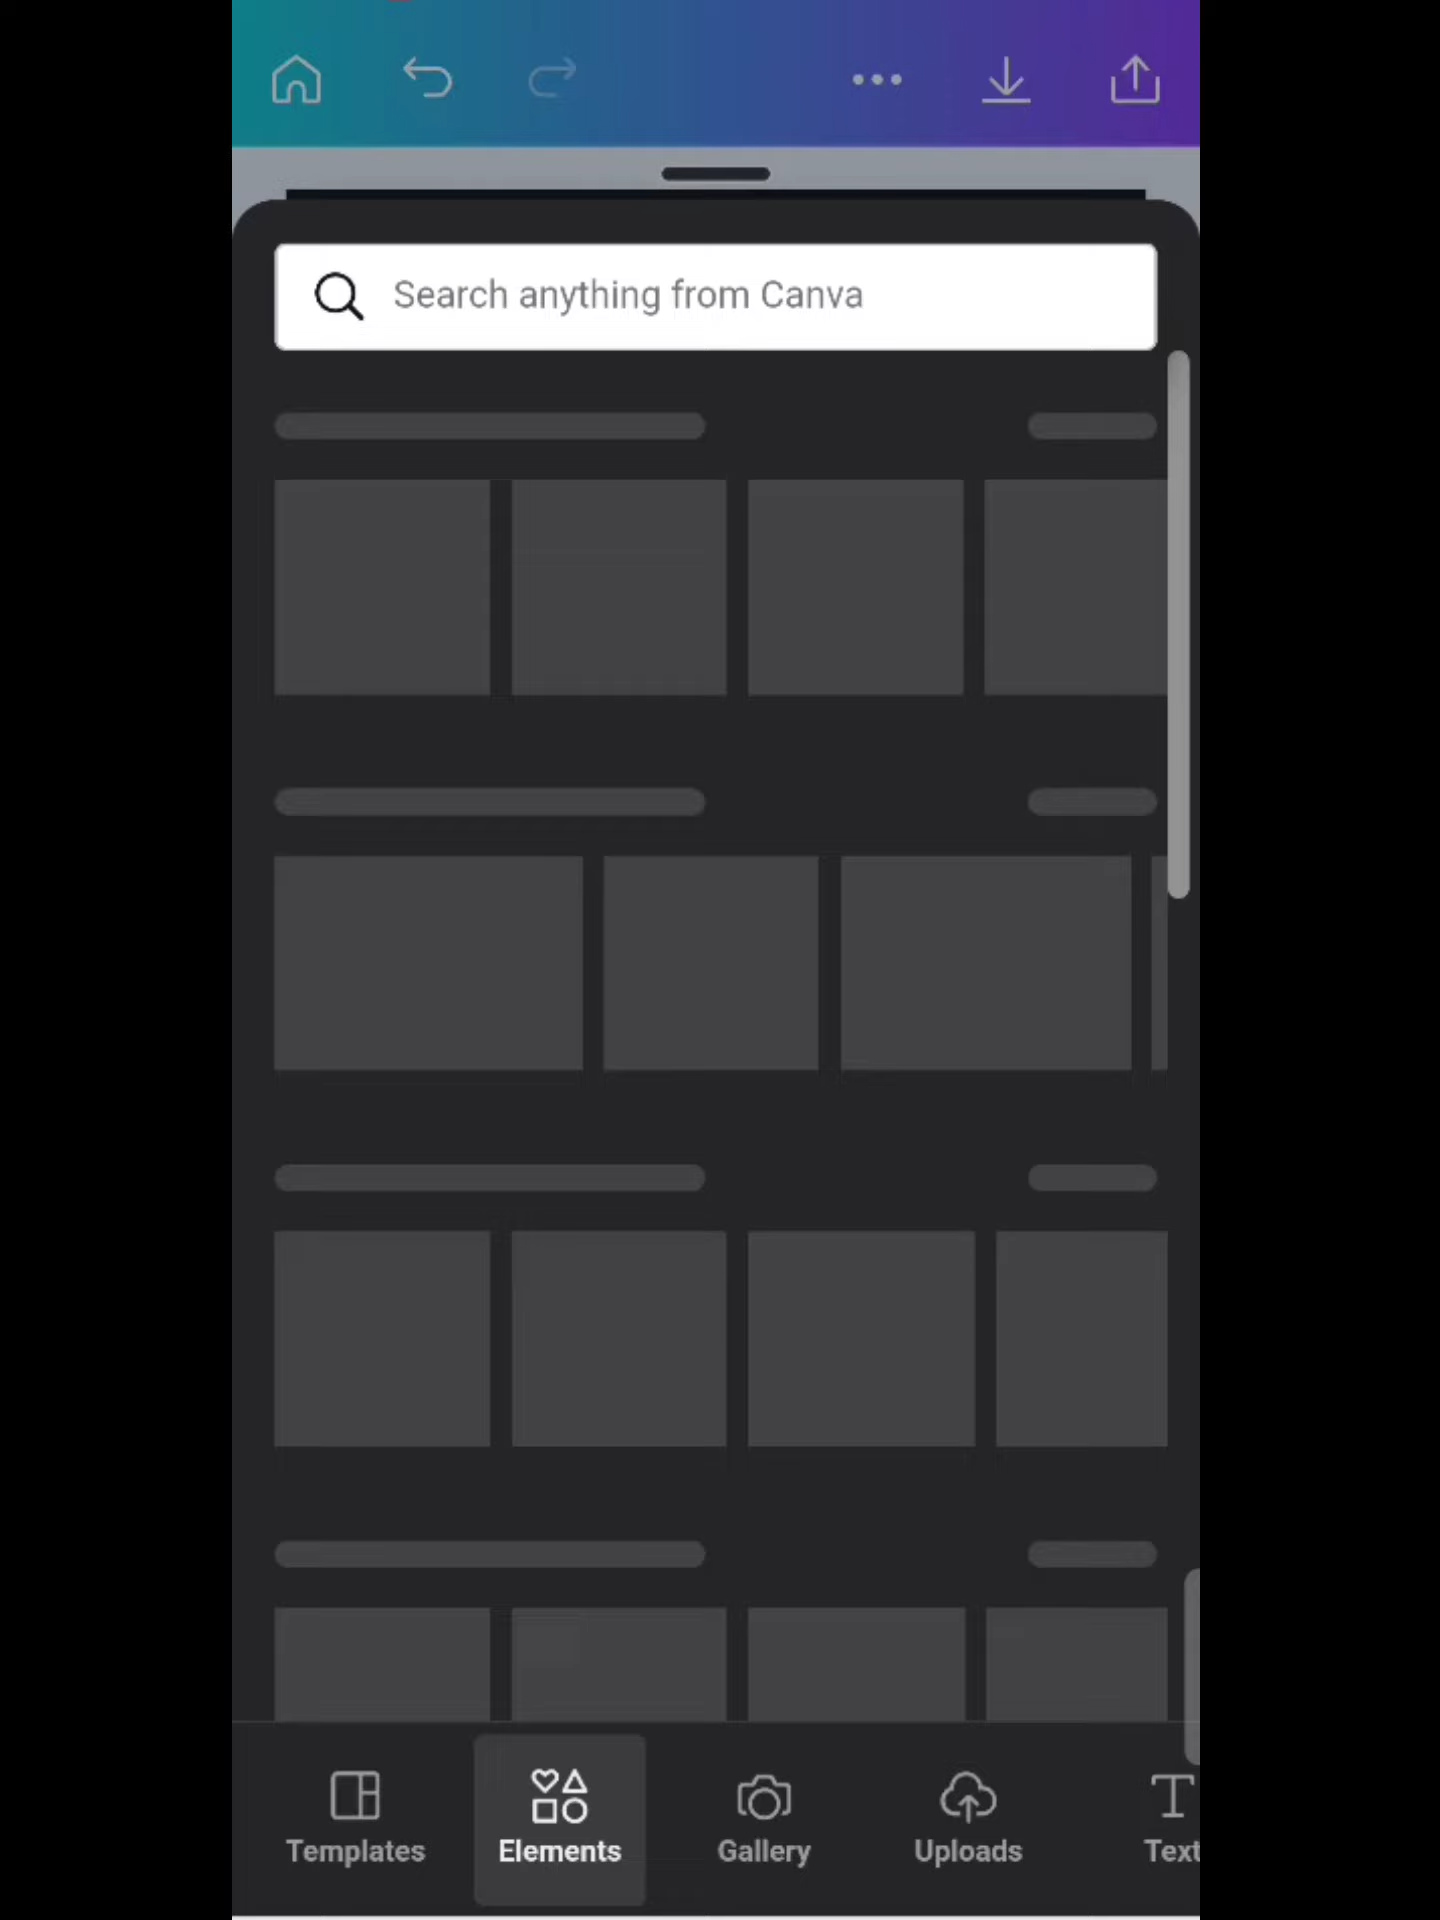 Search anything from Canva
Templates
Elements
Gallery
Uploads
Text